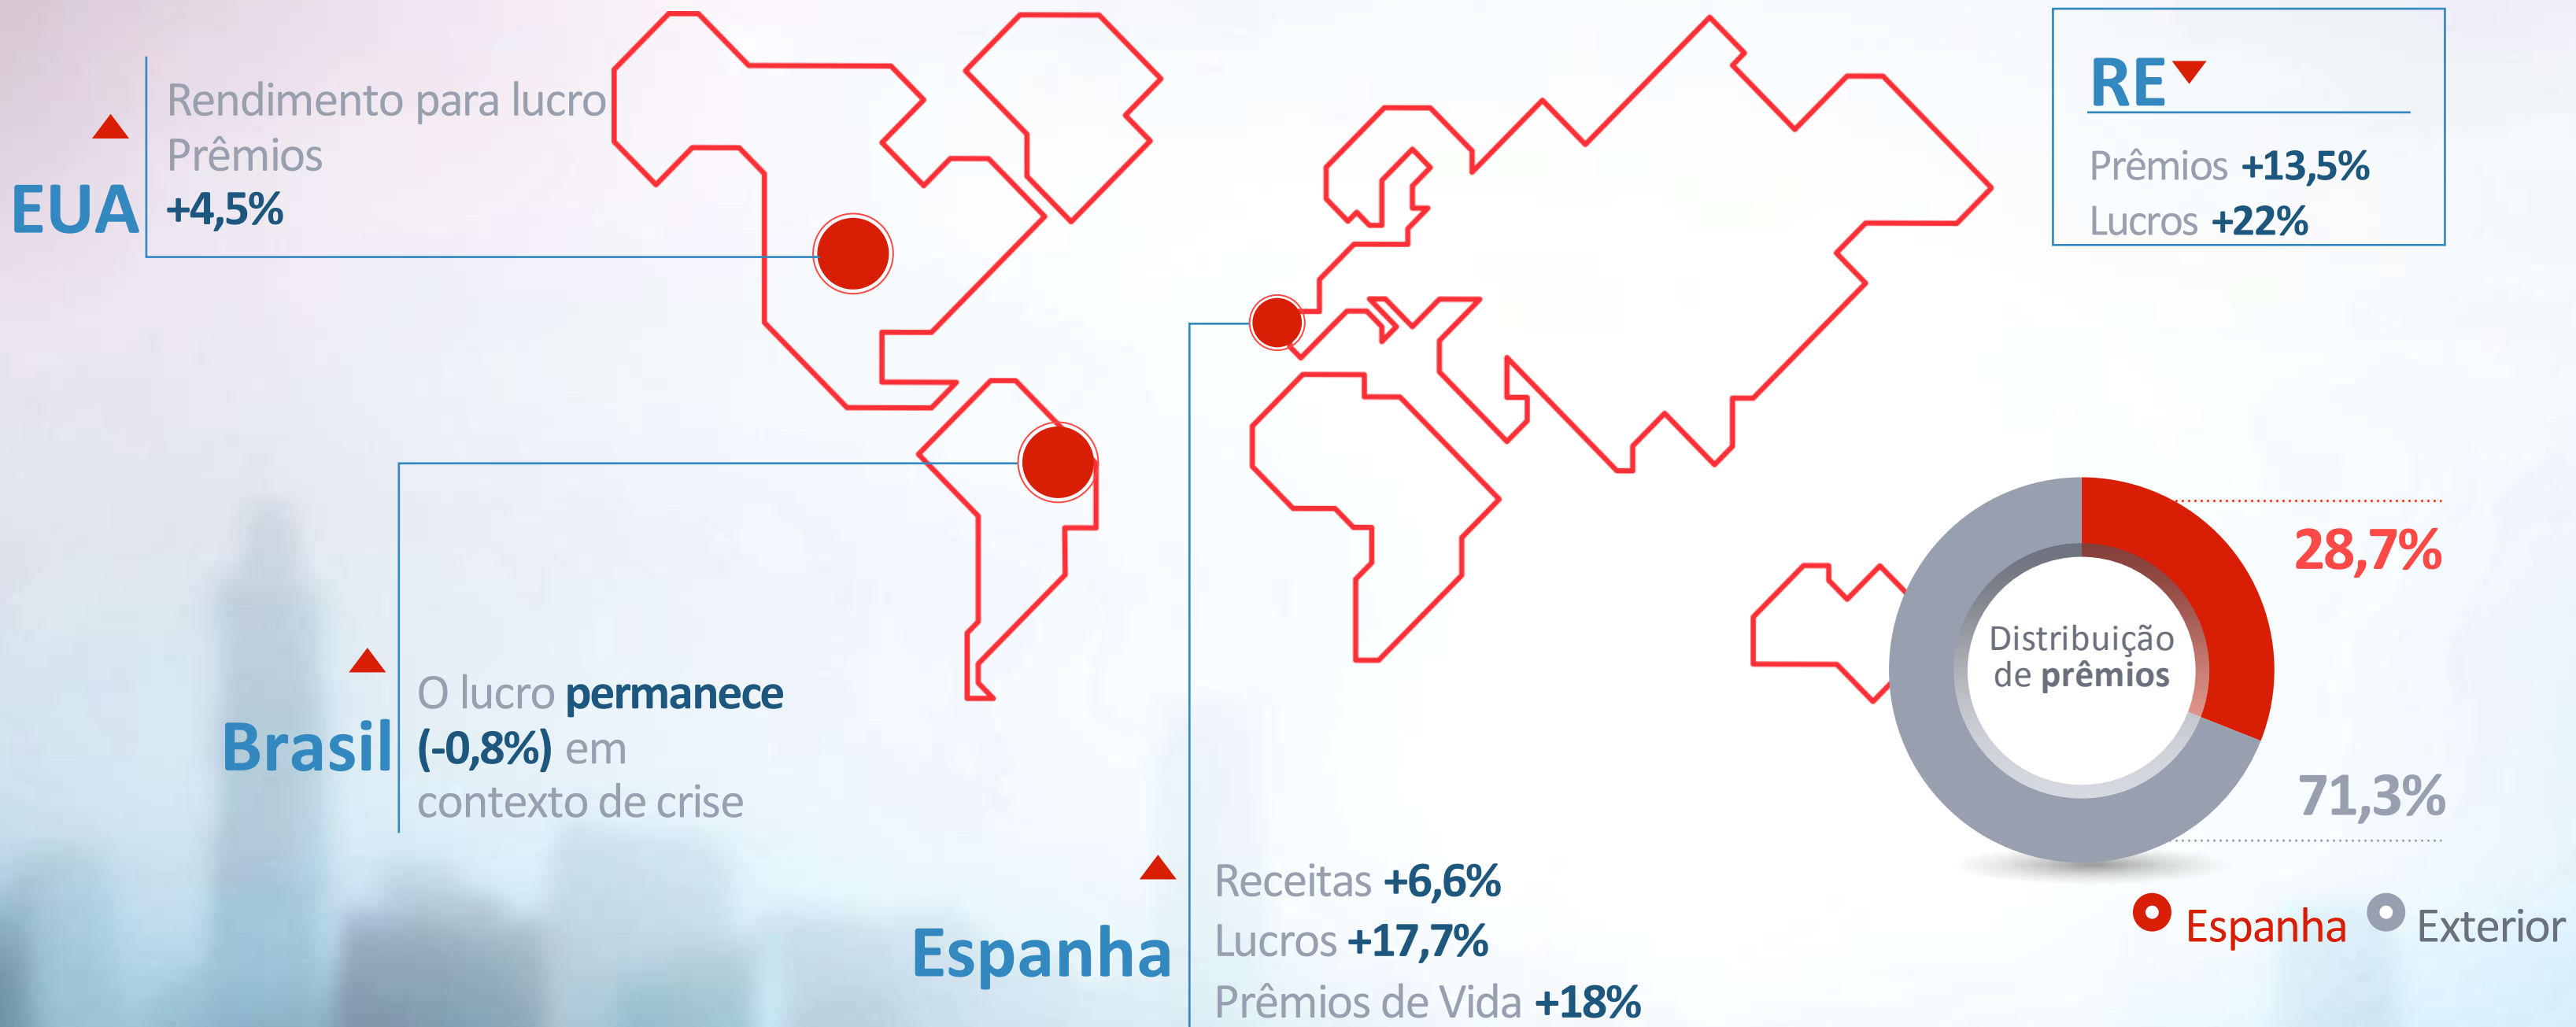 Rendimento para lucro
Prêmios
+4,5%
EUA
RE
Prêmios +13,5%
Lucros +22%
O lucro permanece
(-0,8%) em
contexto de crise
Brasil
Receitas +6,6%
Lucros +17,7%
Prêmios de Vida +18%
Espanha
28,7%
Distribuição
de prêmios
71,3%
Espanha
Exterior